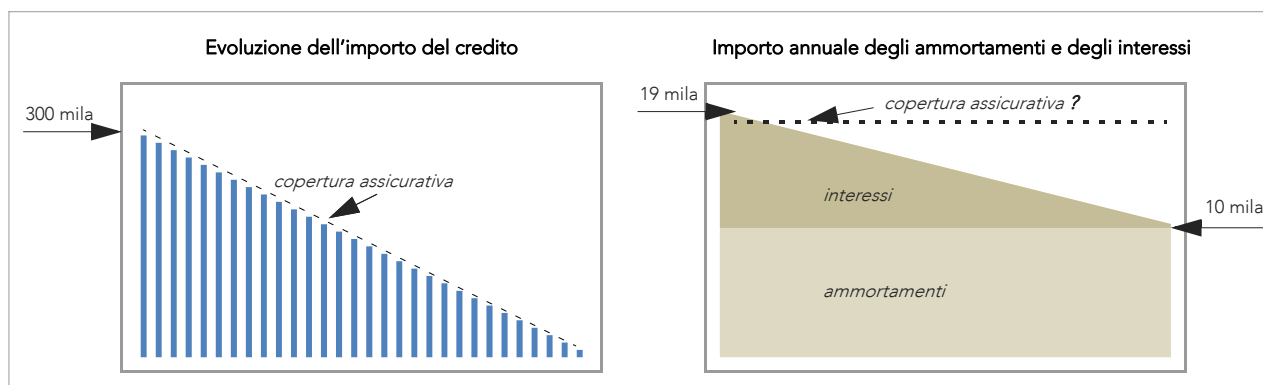 Evoluzione dell'importo del credito
300 mila
copertura assicurativa
Importo annuale degli ammortamenti e degli interessi
19 mila
copertura assicurativa ?
interessi
10 mila
ammortamenti